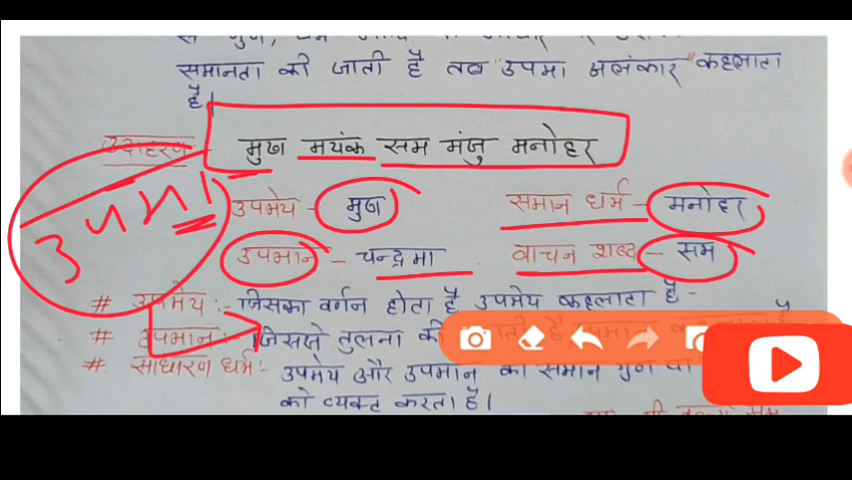 समानता की जाती है तब "उपमा अलंकार" कहलाता
है।
उदाहरण :- मुख मयंक सम मंजु मनोहर
उपमा
उपमेय - मुख समान धर्म - मनोहर
उपमान - चन्द्रमा वाचन शब्द - सम
# उपमेय :- जिसका वर्गन होता है उपमेय कहलाता है -
# उपमान :- जिससे तुलना की
# साधारण धर्म :- उपमेय और उपमान का समान गुण
को व्यक्त करता है।